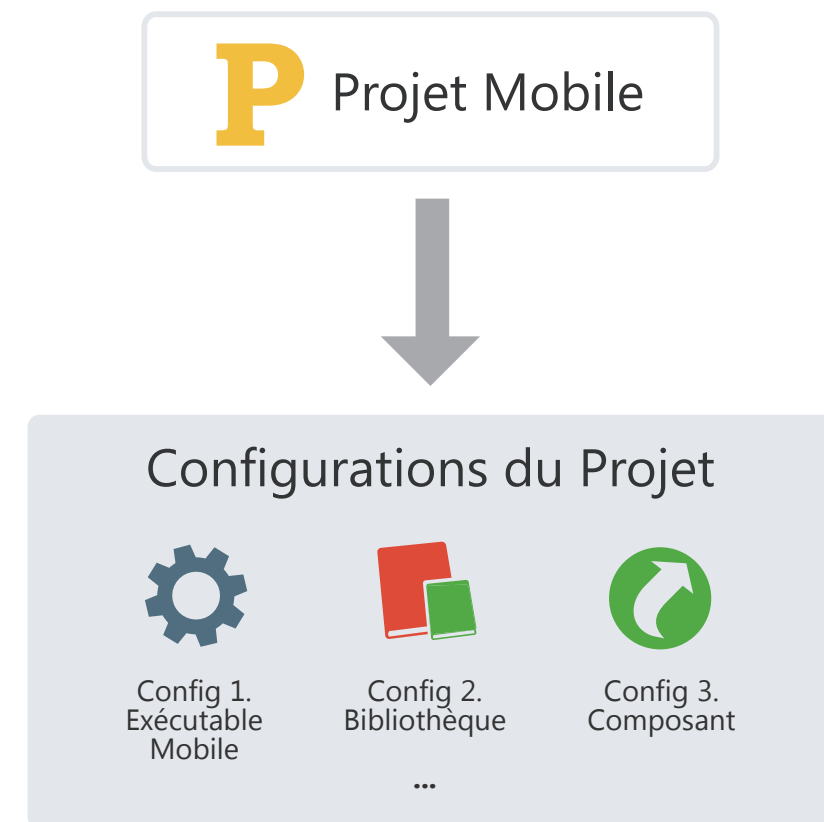 P Projet Mobile
Configurations du Projet
Config 1.
Exécutable
Mobile
Config 2.
Bibliothèque
Config 3.
Composant
...